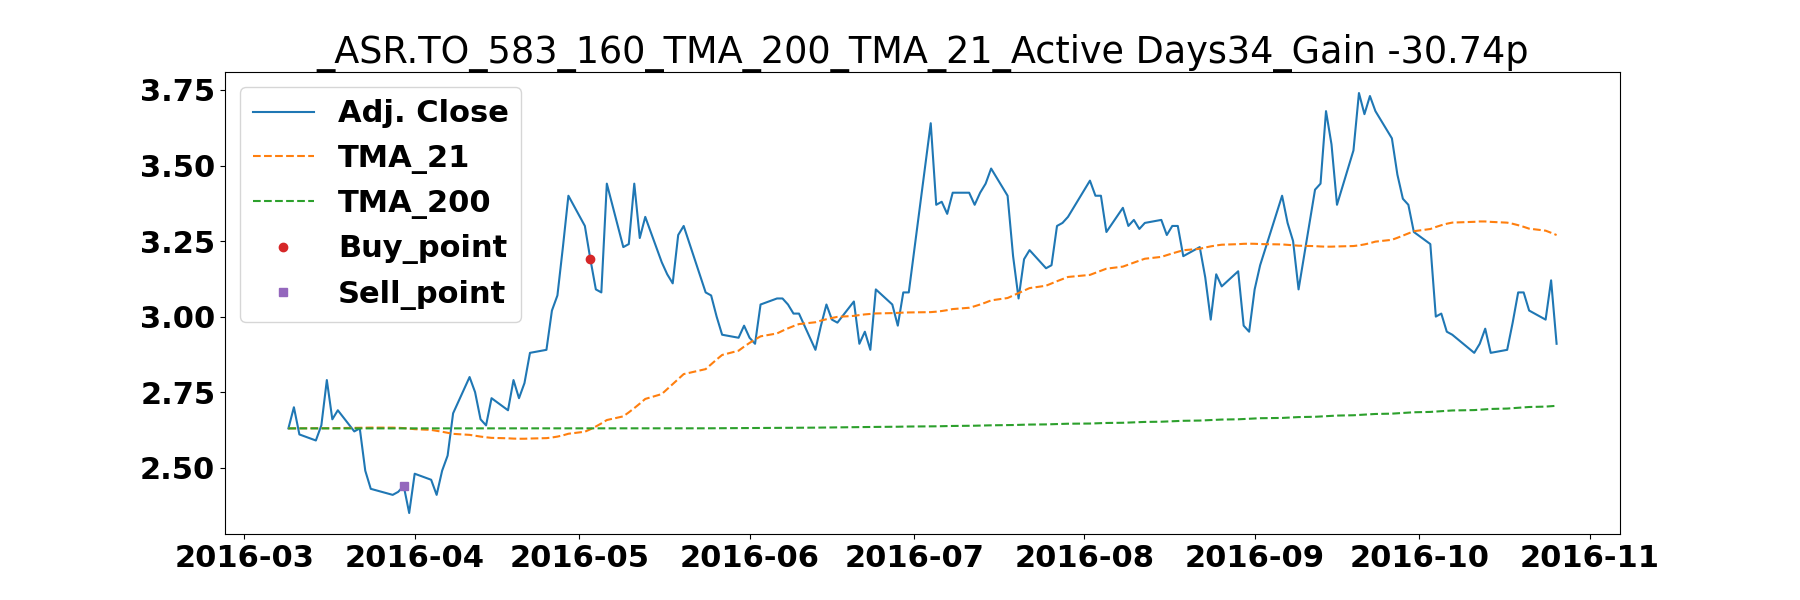 _ASR.TO_583_160_TMA_200_TMA_21_Active Days34_Gain -30.74p
3.75
3.50
3.25
3.00
2.75
2.50
Adj. Close
TMA_21
TMA_200
Buy_point
Sell_point
2016-03 2016-04 2016-05 2016-06 2016-07 2016-08 2016-09 2016-10 2016-11